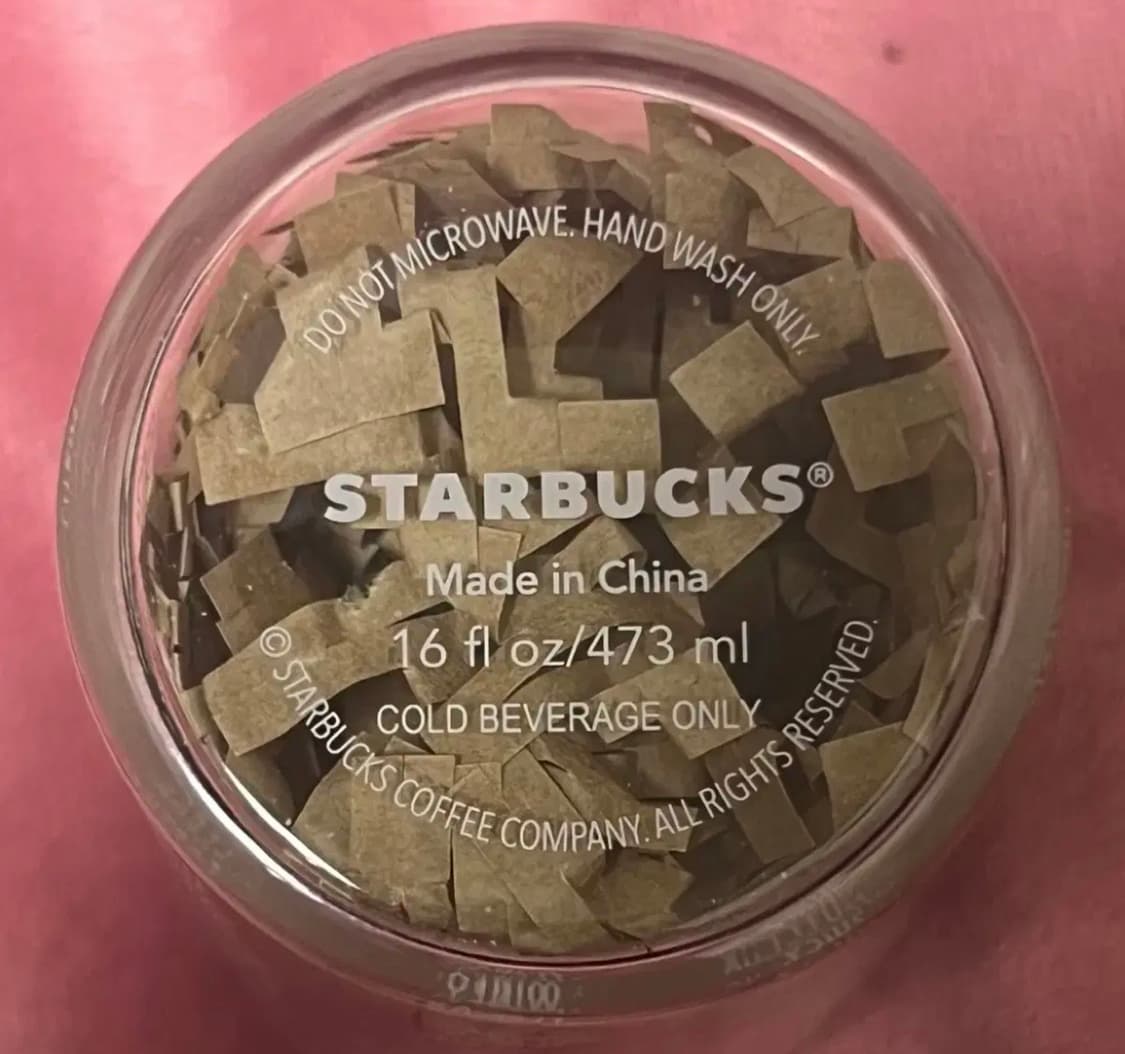 DO NOT MICROWAVE. HAND WASH ONLY.
STARBUCKS®
Made in China
16 fl oz/473 ml
COLD BEVERAGE ONLY
© STARBUCKS COFFEE COMPANY. ALL RIGHTS RESERVED.